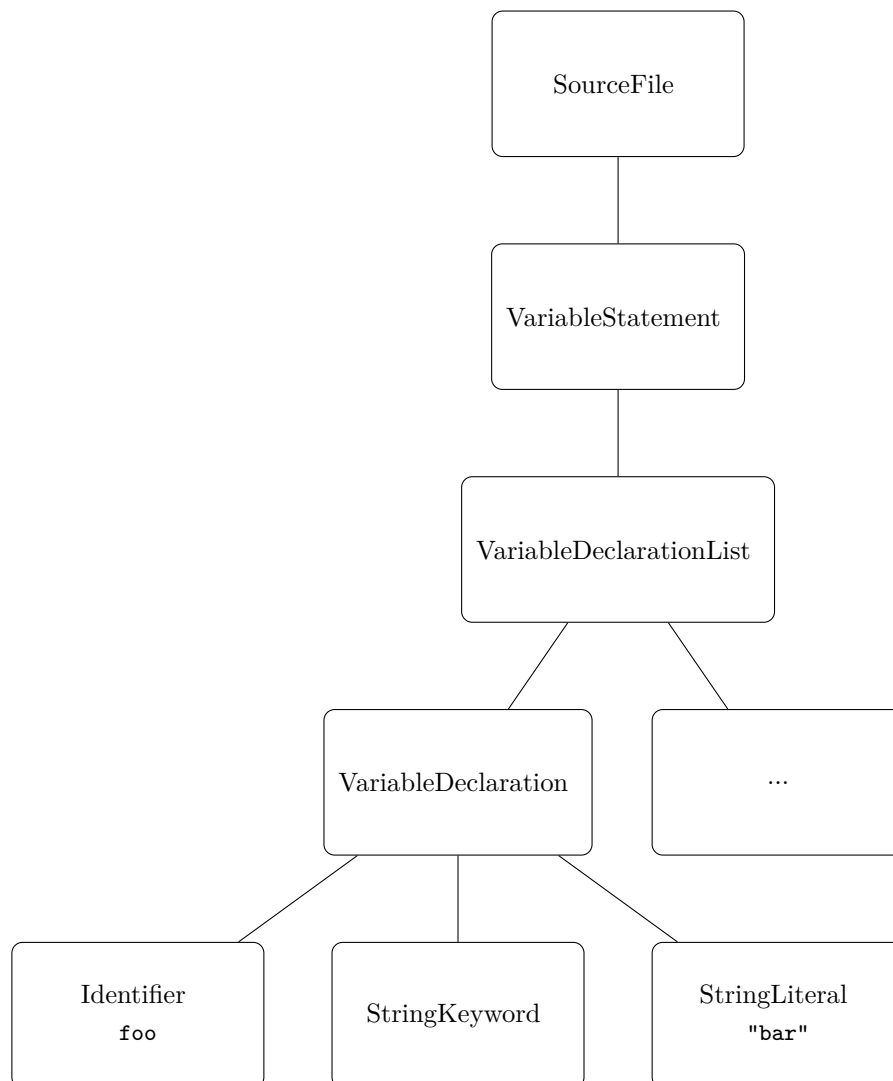 SourceFile
VariableStatement
VariableDeclarationList
VariableDeclaration
...
Identifier
foo
StringKeyword
StringLiteral
"bar"